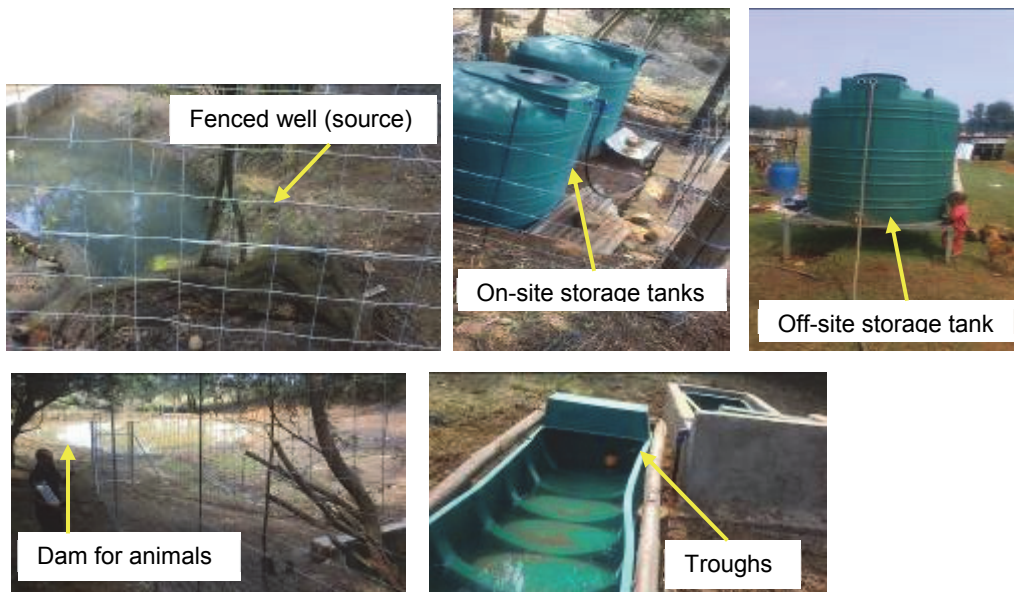 Fenced well (source)
On-site storage tanks
Off-site storage tank
Dam for animals
Troughs